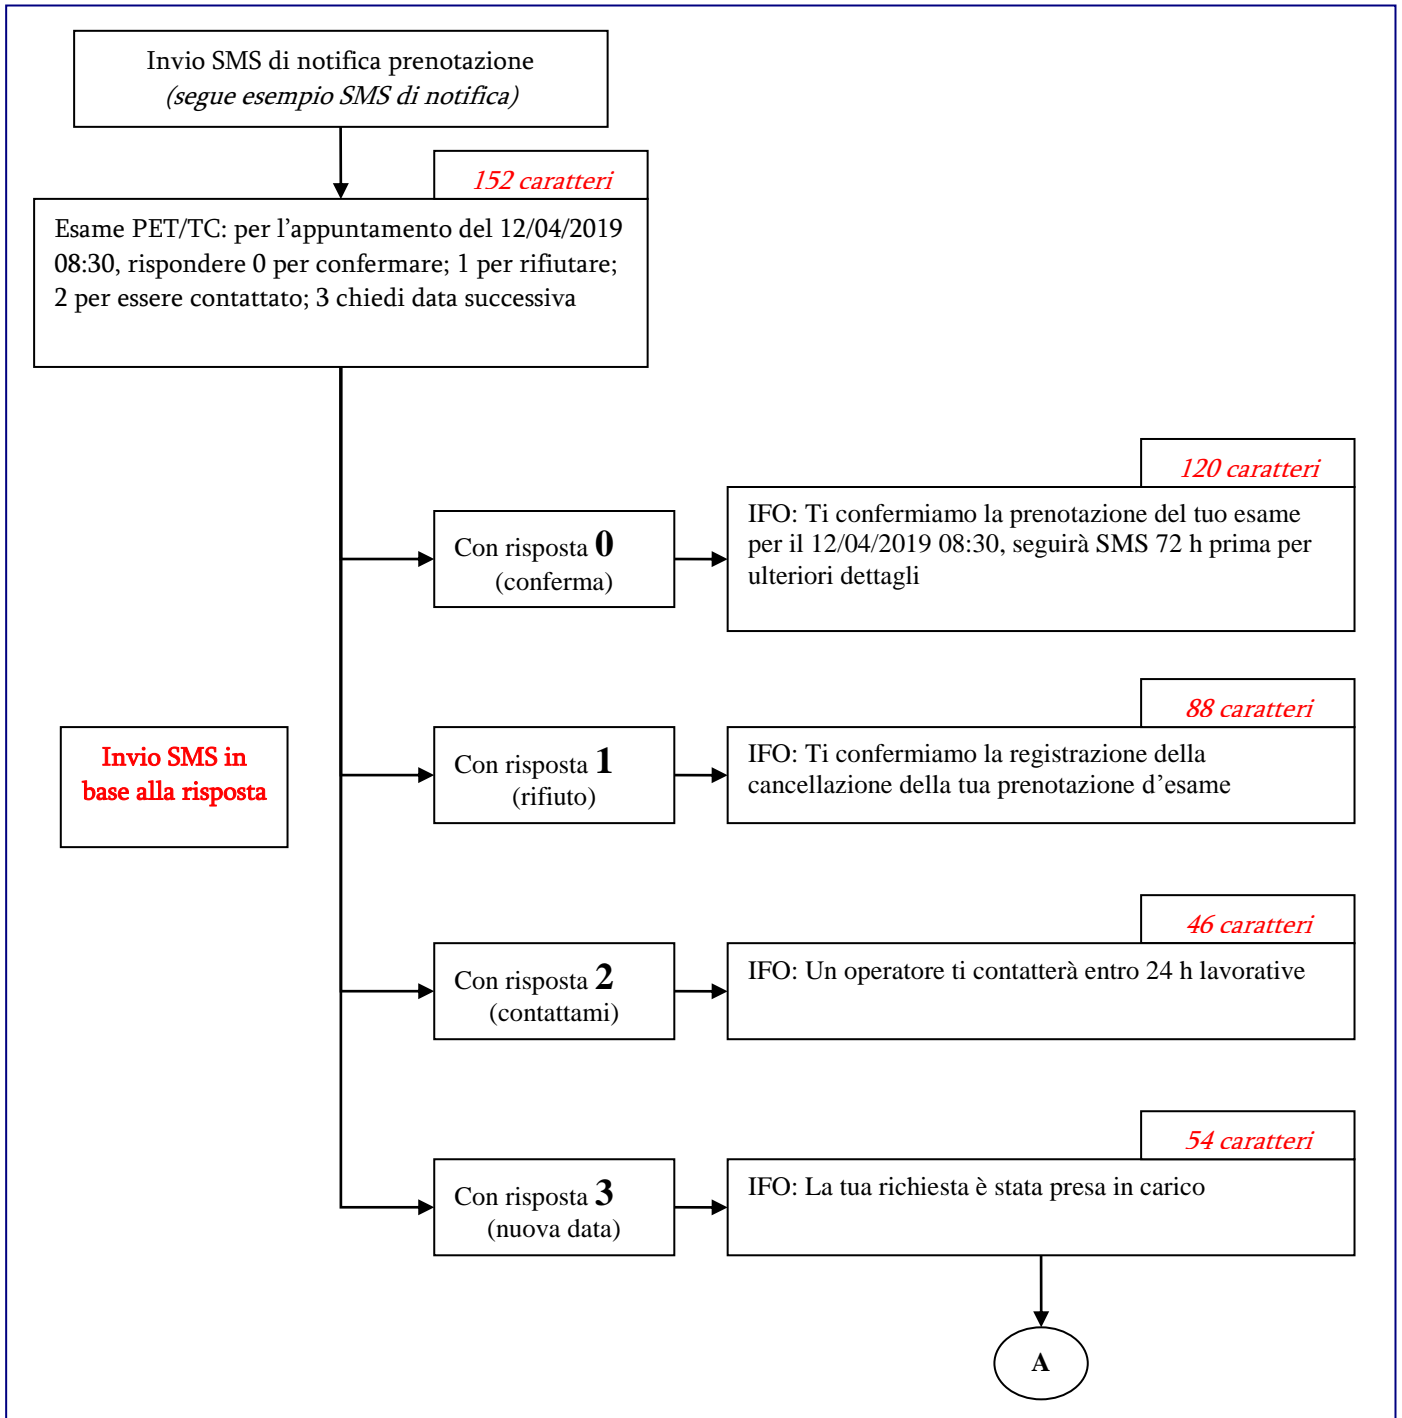 Invio SMS di notifica prenotazione
(segue esempio SMS di notifica)
152 caratteri
Esame PET/TC: per l’appuntamento del 12/04/2019
08:30, rispondere 0 per confermare; 1 per rifiutare;
2 per essere contattato; 3 chiedi data successiva
120 caratteri
Con risposta 0
(conferma)
IFO: Ti confermiamo la prenotazione del tuo esame
per il 12/04/2019 08:30, seguirà SMS 72 h prima per
ulteriori dettagli
88 caratteri
Invio SMS in
base alla risposta
Con risposta 1
(rifiuto)
IFO: Ti confermiamo la registrazione della
cancellazione della tua prenotazione d’esame
46 caratteri
Con risposta 2
(contattami)
IFO: Un operatore ti contatterà entro 24 h lavorative
54 caratteri
Con risposta 3
(nuova data)
IFO: La tua richiesta è stata presa in carico
A